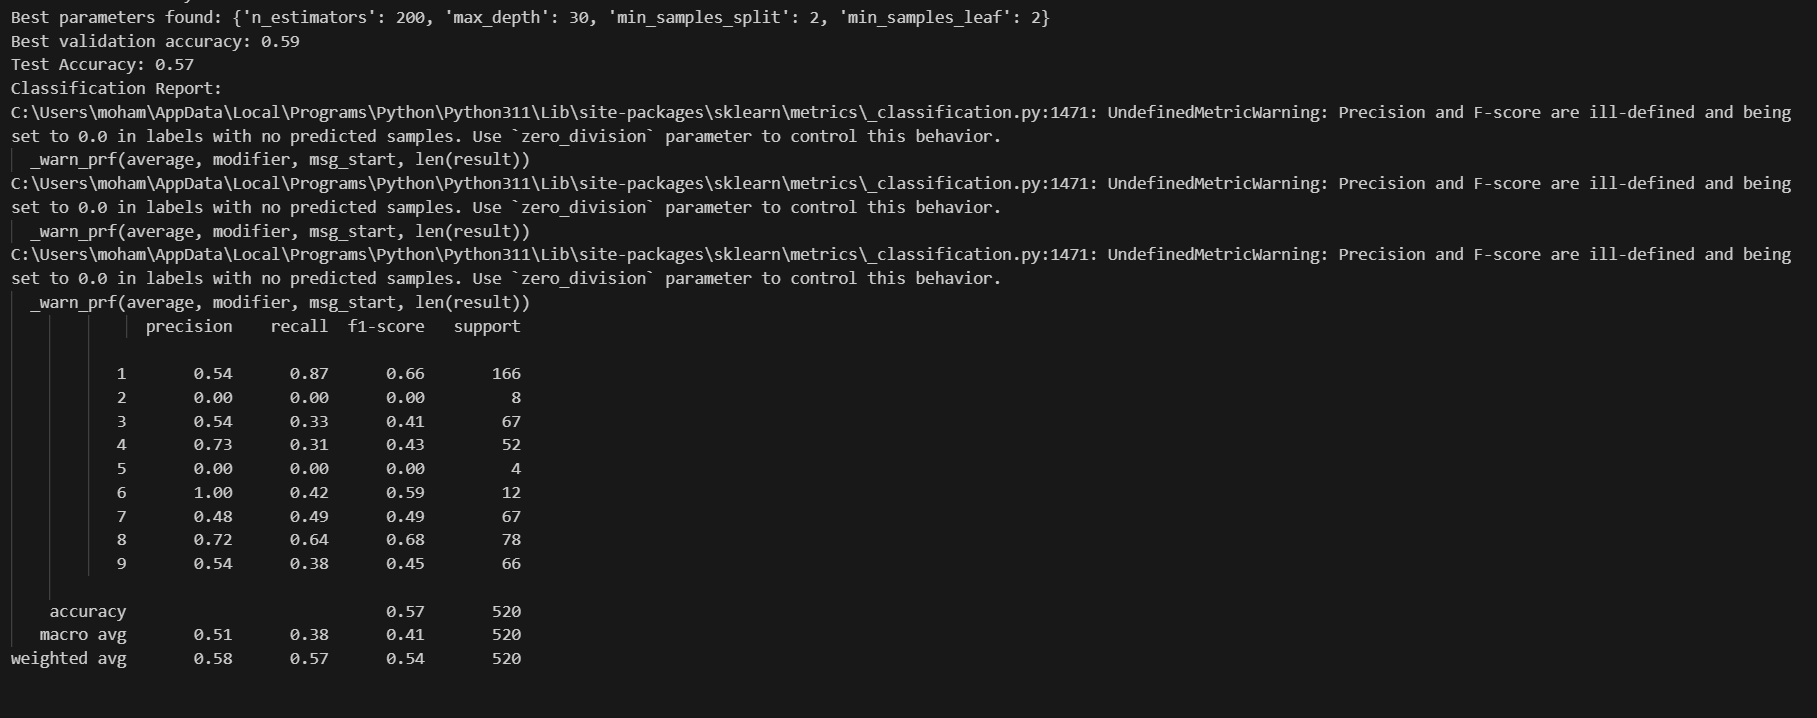 Best parameters found: {'n_estimators': 200, 'max_depth': 30, 'min_samples_split': 2, 'min_samples_leaf': 2}
Best validation accuracy: 0.59
Test Accuracy: 0.57
Classification Report:
C:\Users\moham\AppData\Local\Programs\Python\Python311\Lib\site-packages\sklearn\metrics\_classification.py:1471: UndefinedMetricWarning: Precision and F-score are ill-defined and being
set to 0.0 in labels with no predicted samples. Use `zero_division` parameter to control this behavior.
  _warn_prf(average, modifier, msg_start, len(result))
C:\Users\moham\AppData\Local\Programs\Python\Python311\Lib\site-packages\sklearn\metrics\_classification.py:1471: UndefinedMetricWarning: Precision and F-score are ill-defined and being
set to 0.0 in labels with no predicted samples. Use `zero_division` parameter to control this behavior.
  _warn_prf(average, modifier, msg_start, len(result))
C:\Users\moham\AppData\Local\Programs\Python\Python311\Lib\site-packages\sklearn\metrics\_classification.py:1471: UndefinedMetricWarning: Precision and F-score are ill-defined and being
set to 0.0 in labels with no predicted samples. Use `zero_division` parameter to control this behavior.
  _warn_prf(average, modifier, msg_start, len(result))
              precision    recall  f1-score   support
           1       0.54      0.87      0.66       166
           2       0.00      0.00      0.00         8
           3       0.54      0.33      0.41        67
           4       0.73      0.31      0.43        52
           5       0.00      0.00      0.00         4
           6       1.00      0.42      0.59        12
           7       0.48      0.49      0.49        67
           8       0.72      0.64      0.68        78
           9       0.54      0.38      0.45        66
    accuracy                           0.57       520
   macro avg       0.51      0.38      0.41       520
weighted avg       0.58      0.57      0.54       520